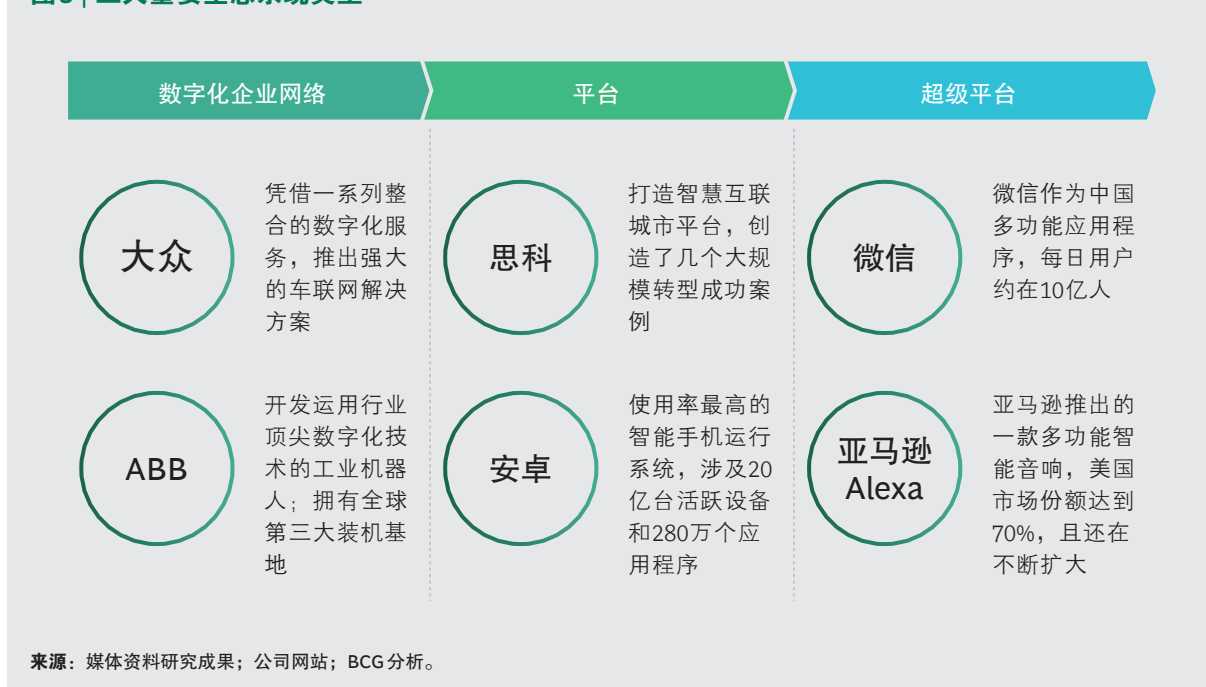 数字化企业网络
平台
超级平台
大众
凭借一系列整
合的数字化服
务，推出强大
的车联网解决
方案
思科
打造智慧互联
城市平台，创
造了几个大规
模转型成功案
例
微信
微信作为中国
多功能应用程
序，每日用户
约在10亿人
ABB
开发运用行业
顶尖数字化技
术的工业机器
人；拥有全球
第三大装机基
地
安卓
使用率最高的
智能手机运行
系统，涉及20
亿台活跃设备
和280万个应
用程序
亚马逊
Alexa
亚马逊推出的
一款多功能智
能音响，美国
市场份额达到
70%，且还在
不断扩大
来源：媒体资料研究成果；公司网站；BCG分析。